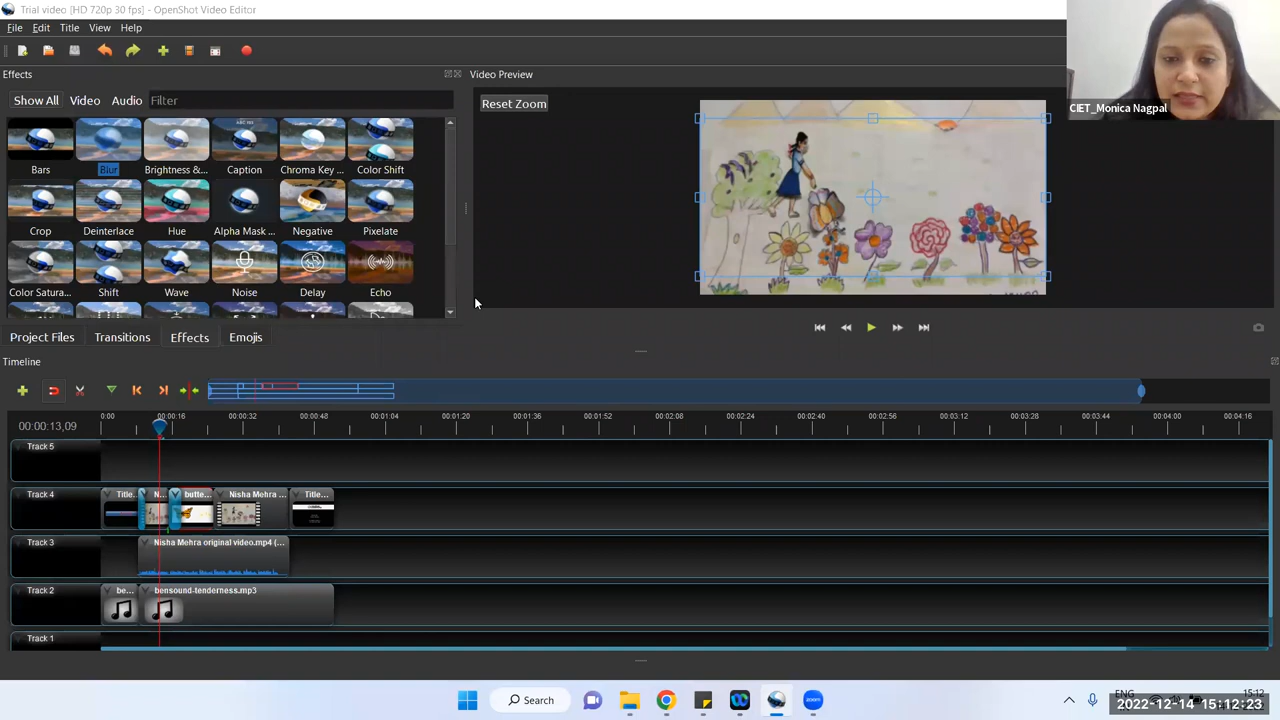 Trial video [HD 720p 30 fps] - OpenShot Video Editor
File Edit Title View Help
Effects
Video Preview
Show All Video Audio Filter
Reset Zoom
CIET_Monica Nagpal
Bars Blur Brightness &... Caption Chroma Key ... Color Shift
Crop Deinterlace Hue Alpha Mask ... Negative Pixelate
Color Satura... Shift Wave Noise Delay Echo
Project Files Transitions Effects Emojis
Timeline
00:00:13,09
0:00 00:00:16 00:00:32 00:00:48 00:01:04 00:01:20 00:01:36 00:01:52 00:02:08 00:02:24 00:02:40 00:02:56 00:03:12 00:03:28 00:03:44 00:04:00 00:04:16
Track 5
Track 4 Title. N... butte... Nisha Mehra ... Title...
Track 3 Nisha Mehra original video.mp4 (...
Track 2 be... bensound-tenderness.mp3
Track 1
Search
zoom
ENG
15:12
2022-12-14 15:12:23